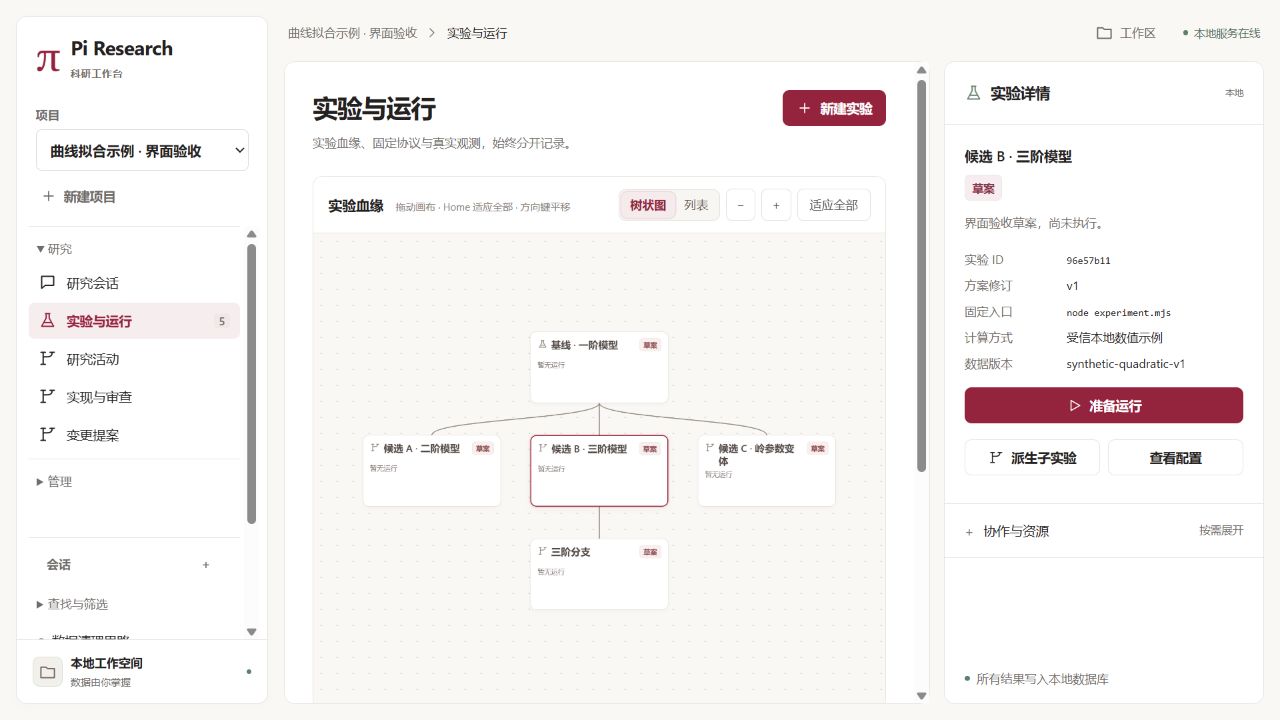 π Pi Research
科研工作台
项目
曲线拟合示例 · 界面验收
+ 新建项目
▼ 研究
研究会话
实验与运行 5
研究活动
实现与审查
变更提案
▶ 管理
会话 +
▶ 查找与筛选
本地工作空间
数据由你掌握
曲线拟合示例 · 界面验收 > 实验与运行
工作区
• 本地服务在线
实验与运行
+ 新建实验
实验血缘、固定协议与真实观测，始终分开记录。
实验血缘 拖动画布 · Home 适应全部 · 方向键平移
树状图 列表 − + 适应全部
基线 · 一阶模型 草案
暂无运行
候选 A · 二阶模型 草案
暂无运行
候选 B · 三阶模型 草案
暂无运行
候选 C · 岭参数变
体
草案
暂无运行
三阶分支 草案
暂无运行
实验详情 本地
候选 B · 三阶模型
草案
界面验收草案，尚未执行。
实验 ID 96e57b11
方案修订 v1
固定入口 node experiment.mjs
计算方式 受信本地数值示例
数据版本 synthetic-quadratic-v1
准备运行
派生子实验 查看配置
+ 协作与资源 按需展开
• 所有结果写入本地数据库